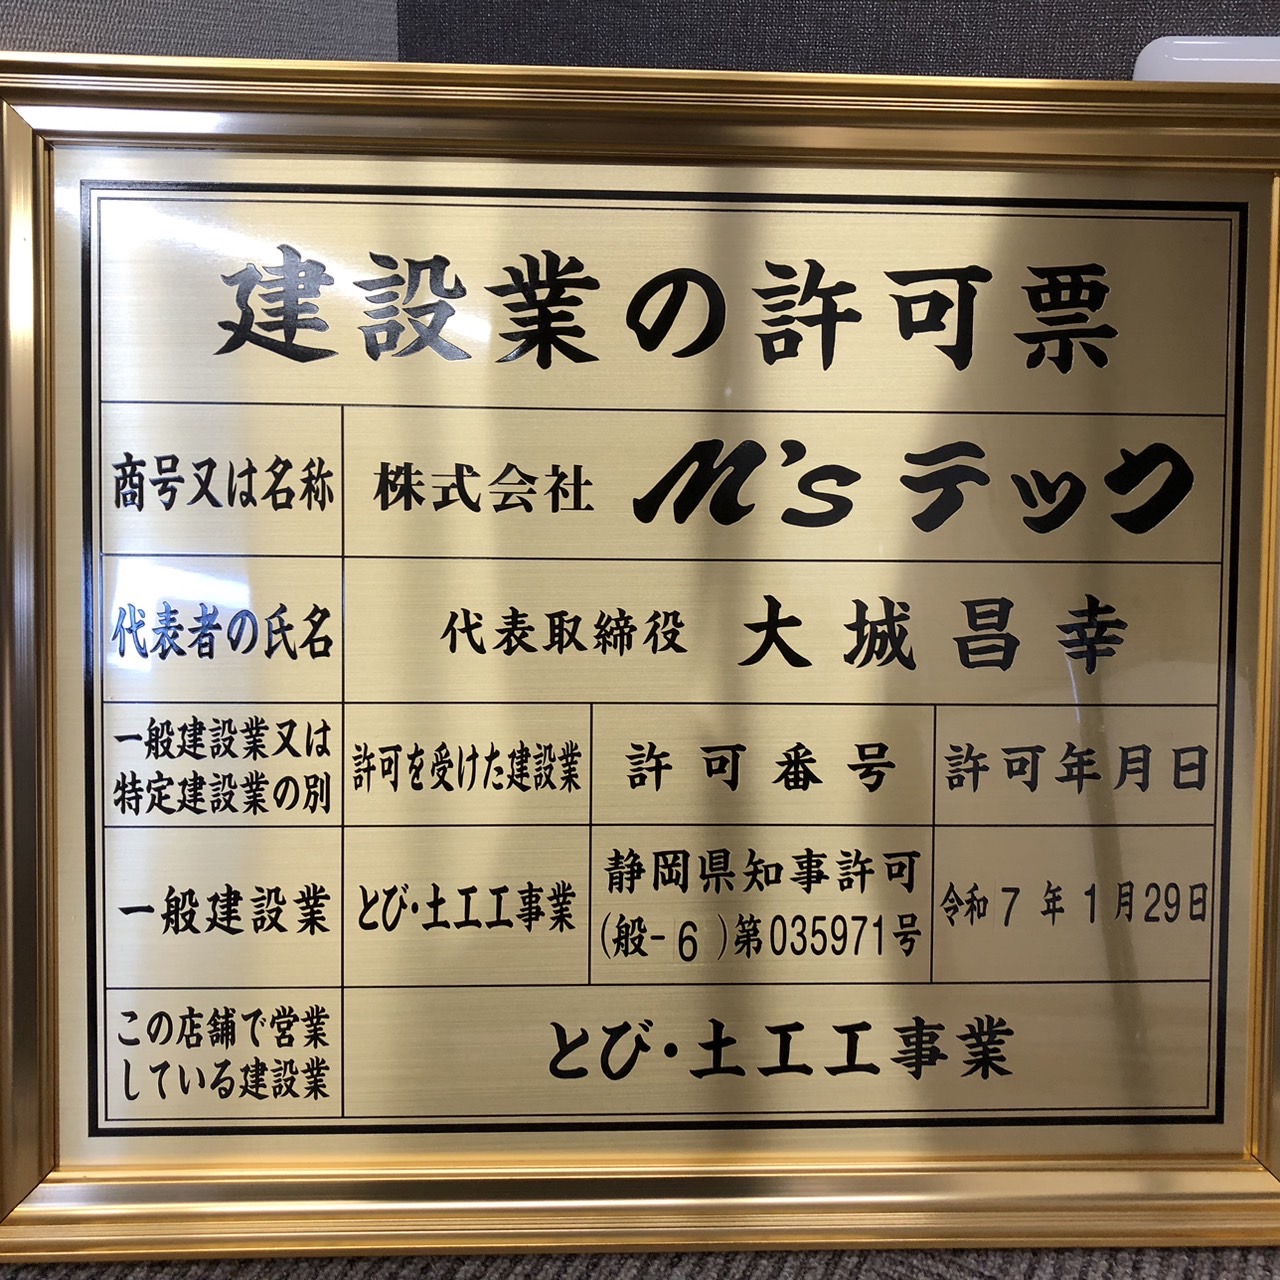 建設業の許可票
商号又は名称
株式会社 M'sテック
代表者の氏名
代表取締役 大城昌幸
一般建設業又は
特定建設業の別
許可を受けた建設業
許可番号
許可年月日
一般建設業
とび・土工工事業
静岡県知事許可
(般-6)第035971号
令和7年1月29日
この店舗で営業
している建設業
とび・土工工事業